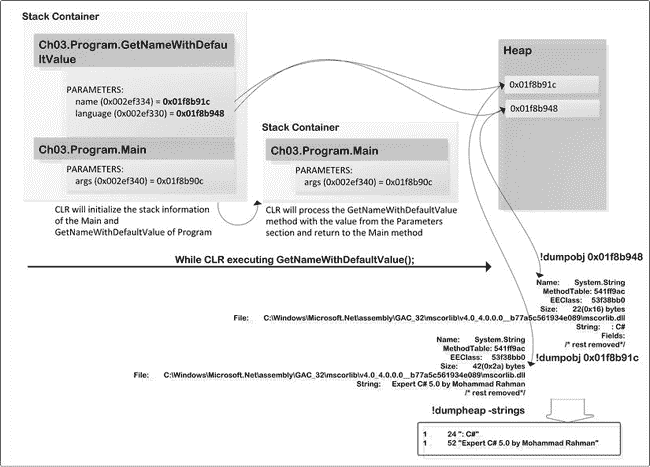 Stack Container
Ch03.Program.GetNameWithDefau
ltValue
PARAMETERS:
name (0x002ef334) = 0x01f8b91c
language (0x002ef330) = 0x01f8b948
Ch03.Program.Main
PARAMETERS:
args (0x002ef340) = 0x01f8b90c
CLR will initialize the stack information
of the Main and
GetNameWithDefaultValue of Program
Stack Container
Ch03.Program.Main
PARAMETERS:
args (0x002ef340) = 0x01f8b90c
CLR will process the GetNameWithDefaultValue
method with the value from the Parameters
section and return to the Main method
Heap
0x01f8b91c
0x01f8b948
While CLR executing GetNameWithDefaultValue();
!dumpobj 0x01f8b948
Name: System.String
MethodTable: 541ff9ac
EEClass: 53f38bb0
Size: 22(0x16) bytes
File: C:\Windows\Microsoft.Net\assembly\GAC_32\mscorlib\v4.0_4.0.0.0__b77a5c561934e089\mscorlib.dll
String: : C#
Fields:
/* rest removed*/
!dumpobj 0x01f8b91c
Name: System.String
MethodTable: 541ff9ac
EEClass: 53f38bb0
Size: 42(0x2a) bytes
File: C:\Windows\Microsoft.Net\assembly\GAC_32\mscorlib\v4.0_4.0.0.0__b77a5c561934e089\mscorlib.dll
String: Expert C# 5.0 by Mohammad Rahman
/* rest removed*/
!dumpheap -strings
1 24 ": C#"
1 52 "Expert C# 5.0 by Mohammad Rahman"